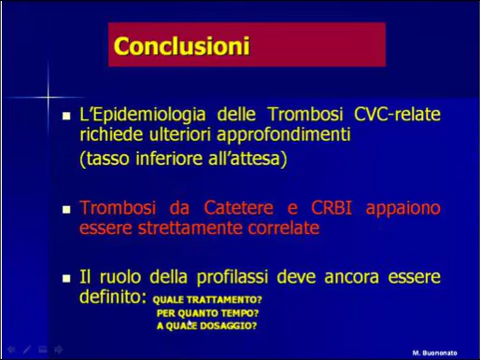 Conclusioni
L'Epidemiologia delle Trombosi CVC-relate
richiede ulteriori approfondimenti
(tasso inferiore all'attesa)
Trombosi da Catetere e CRBI appaiono
essere strettamente correlate
Il ruolo della profilassi deve ancora essere
definito: QUALE TRATTAMENTO?
PER QUANTO TEMPO?
A QUALE DOSAGGIO?
M. Buononato